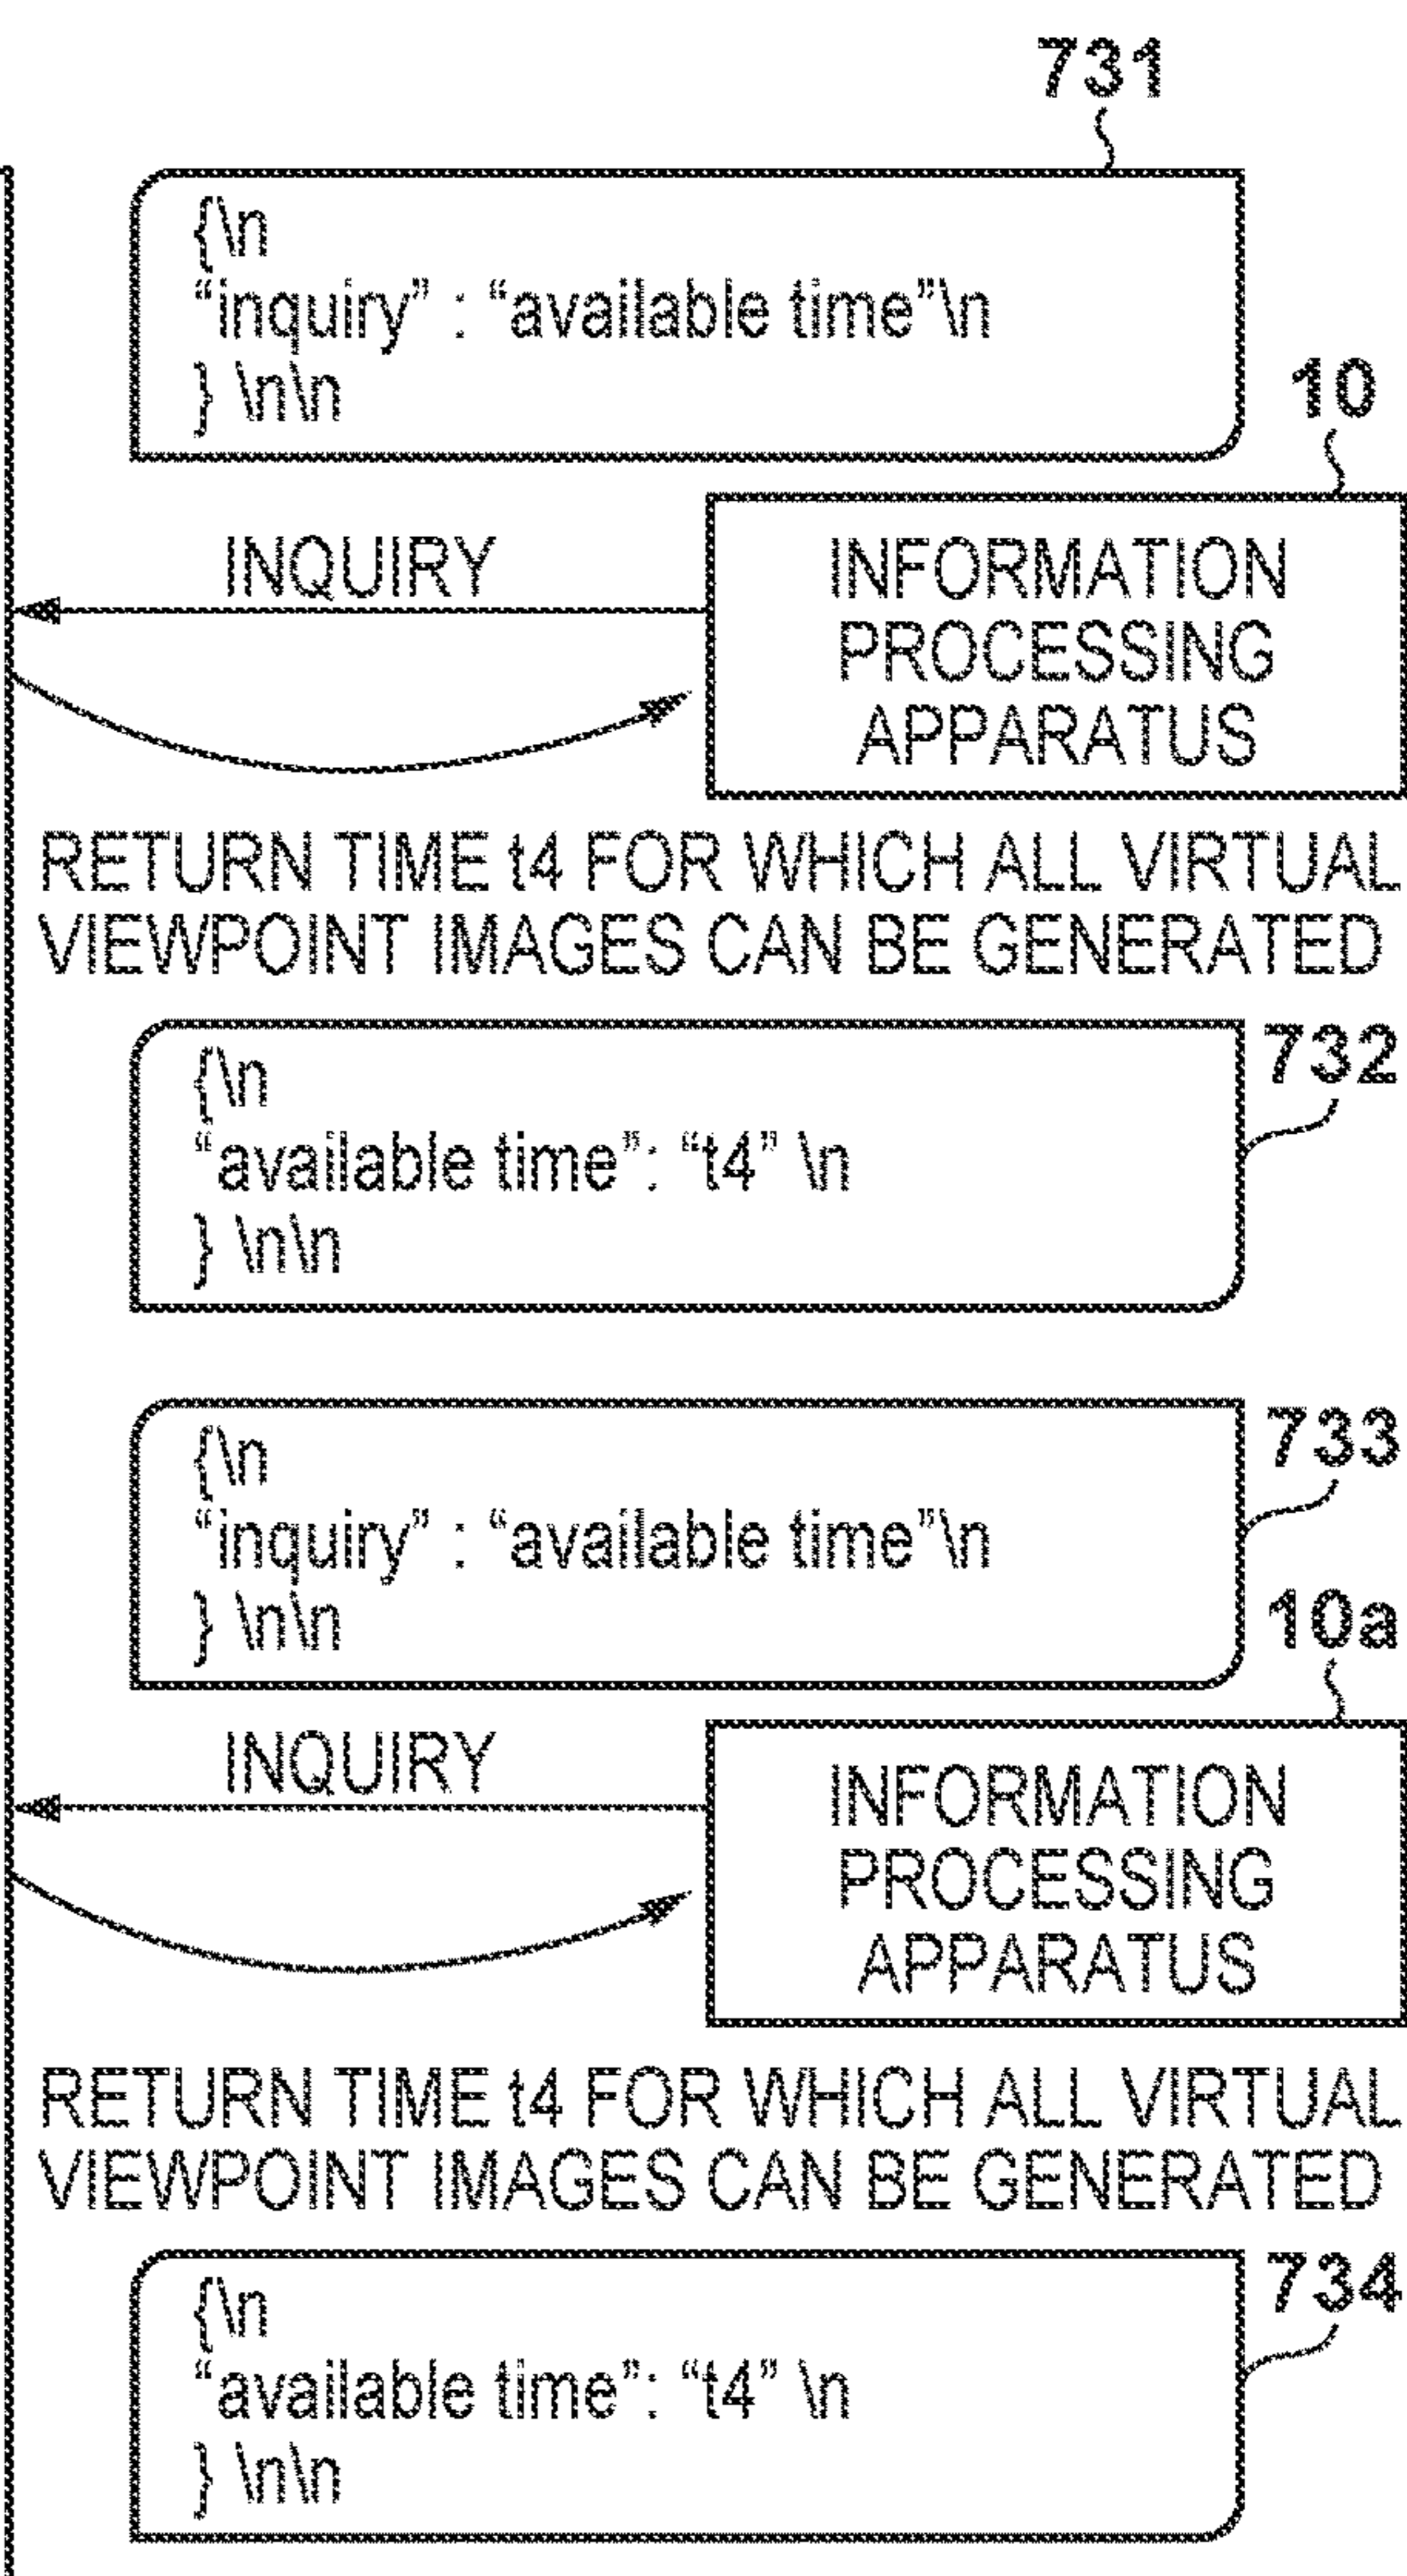 731
{\n
“inquiry” : “available time”\n
} \n\n
10
INQUIRY
INFORMATION
PROCESSING
APPARATUS
RETURN TIME t4 FOR WHICH ALL VIRTUAL
VIEWPOINT IMAGES CAN BE GENERATED
732
{\n
“available time”: “t4” \n
} \n\n
733
{\n
“inquiry” : “available time”\n
} \n\n
10a
INQUIRY
INFORMATION
PROCESSING
APPARATUS
RETURN TIME t4 FOR WHICH ALL VIRTUAL
VIEWPOINT IMAGES CAN BE GENERATED
734
{\n
“available time”: “t4” \n
} \n\n